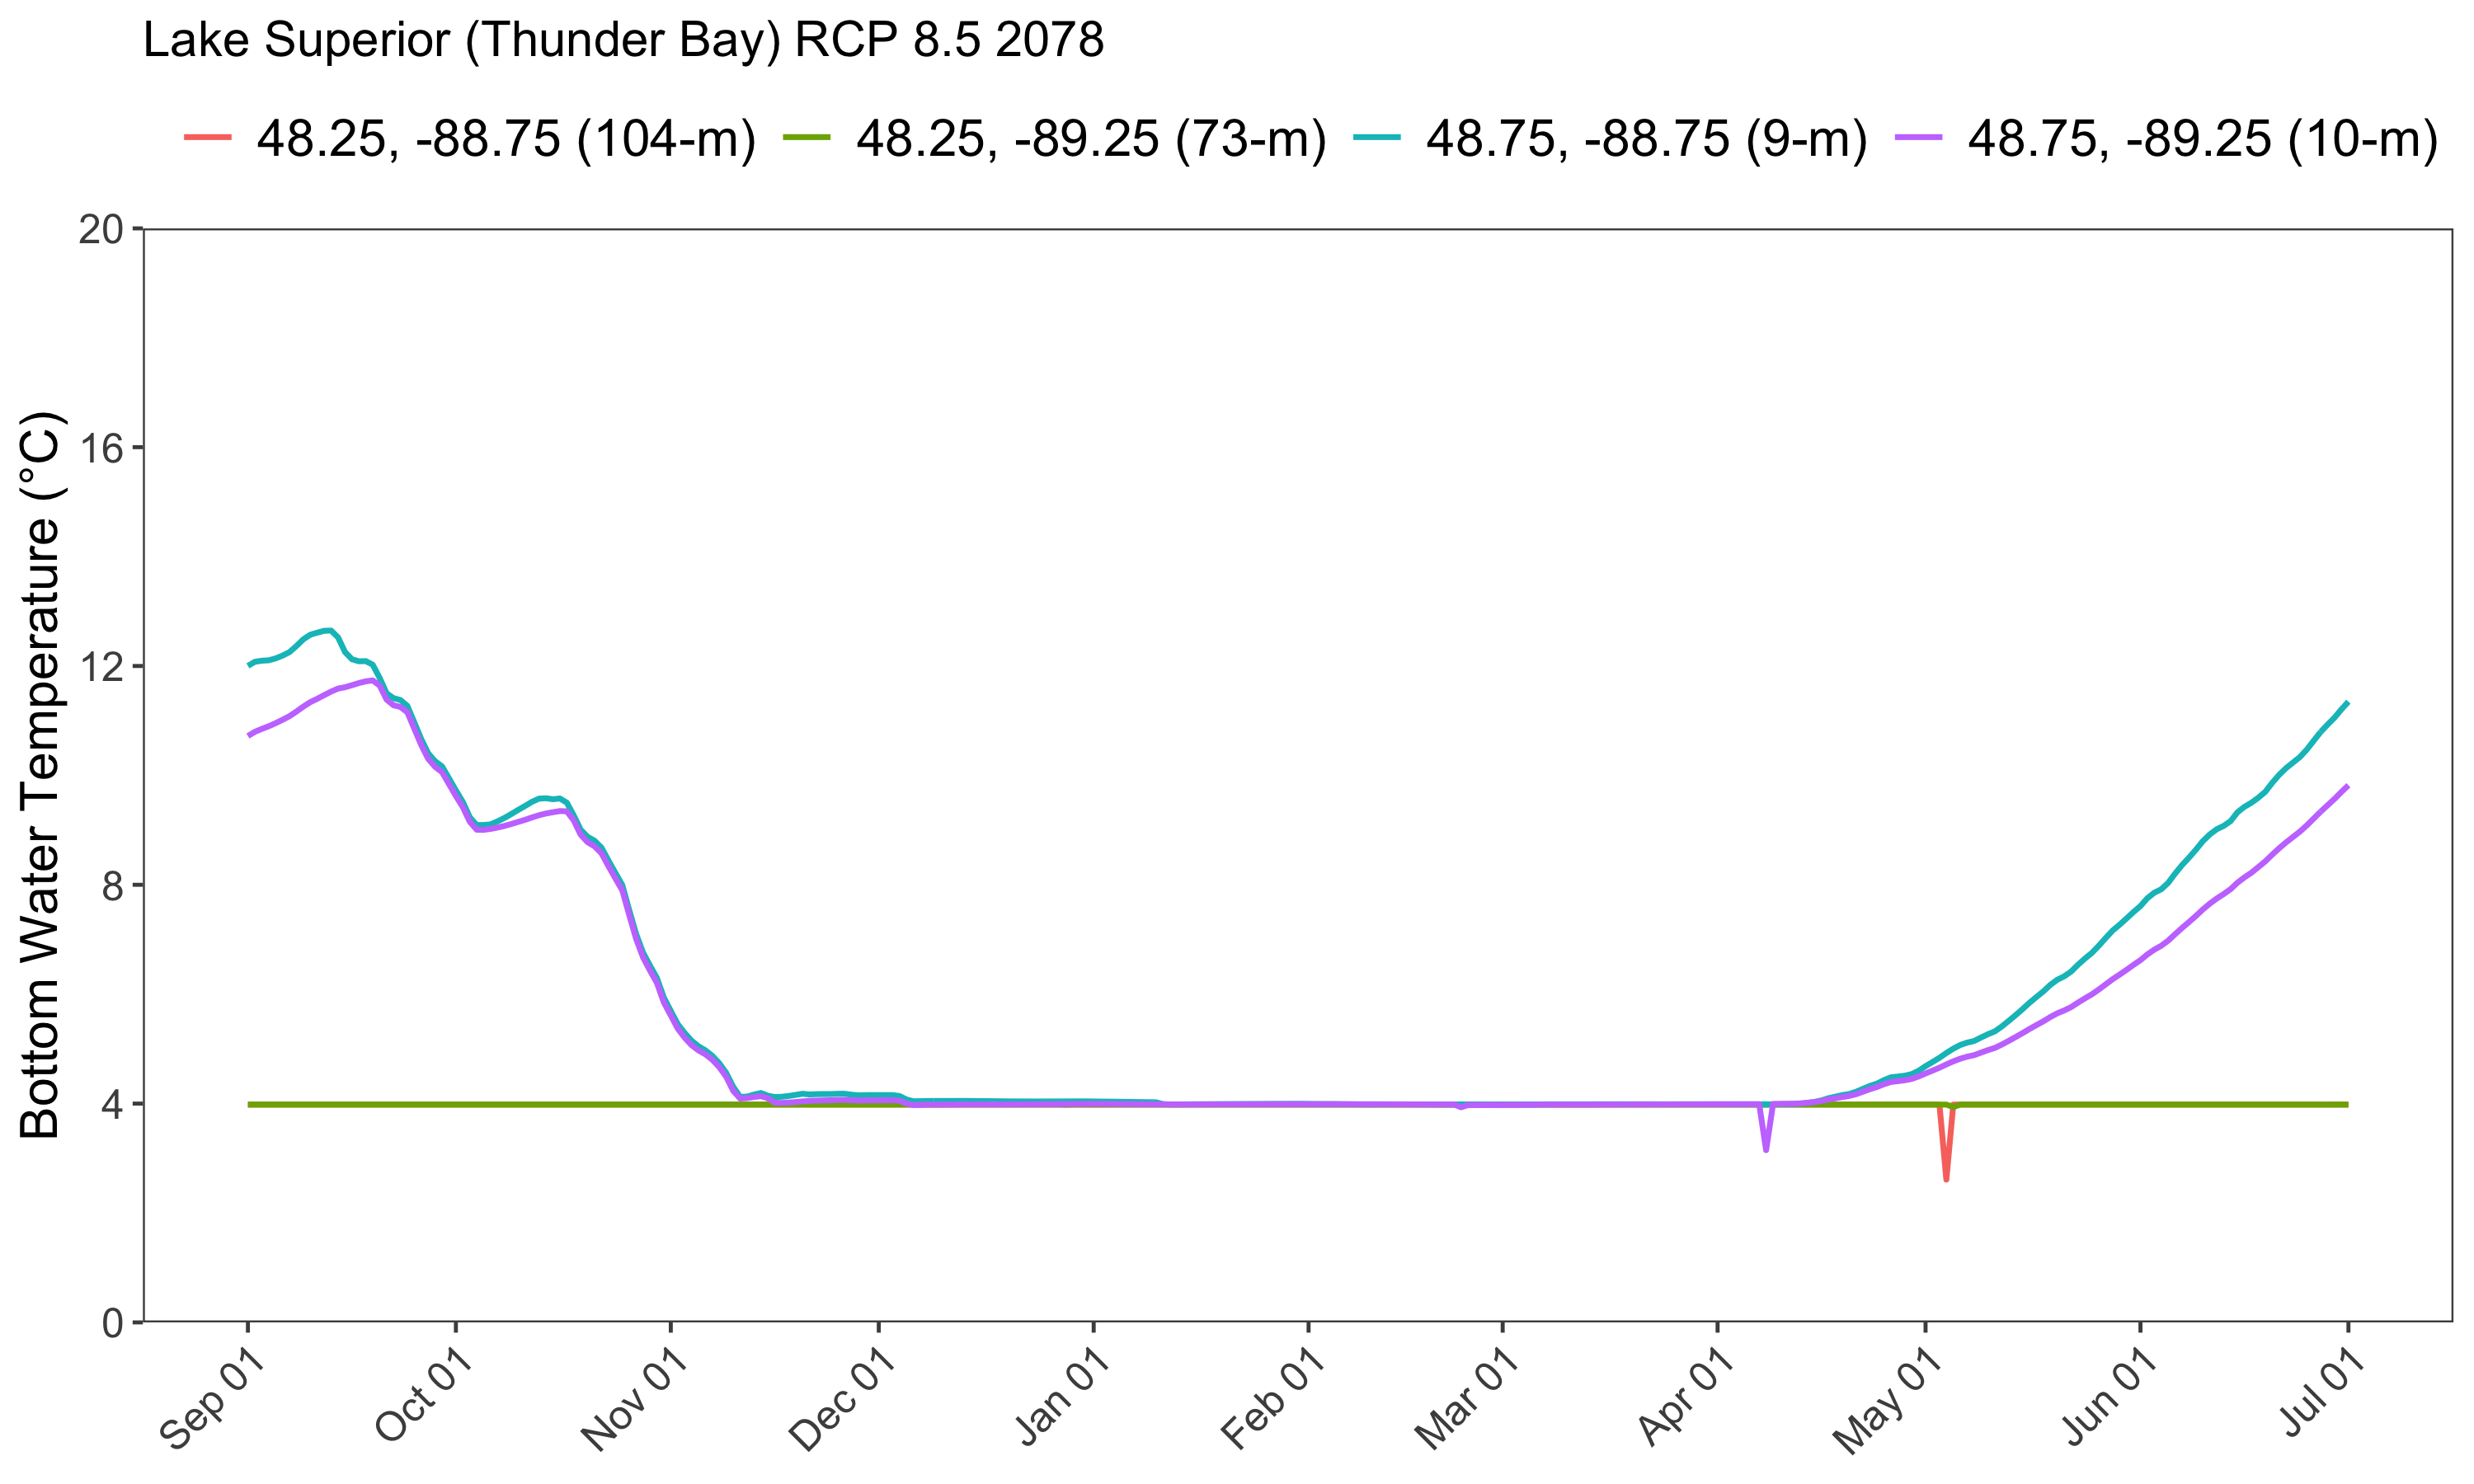 Lake Superior (Thunder Bay) RCP 8.5 2078
48.25, -88.75 (104-m) 48.25, -89.25 (73-m) 48.75, -88.75 (9-m) 48.75, -89.25 (10-m)
Bottom Water Temperature (°C)
20
16
12
8
4
0
Sep 01 Oct 01 Nov 01 Dec 01 Jan 01 Feb 01 Mar 01 Apr 01 May 01 Jun 01 Jul 01